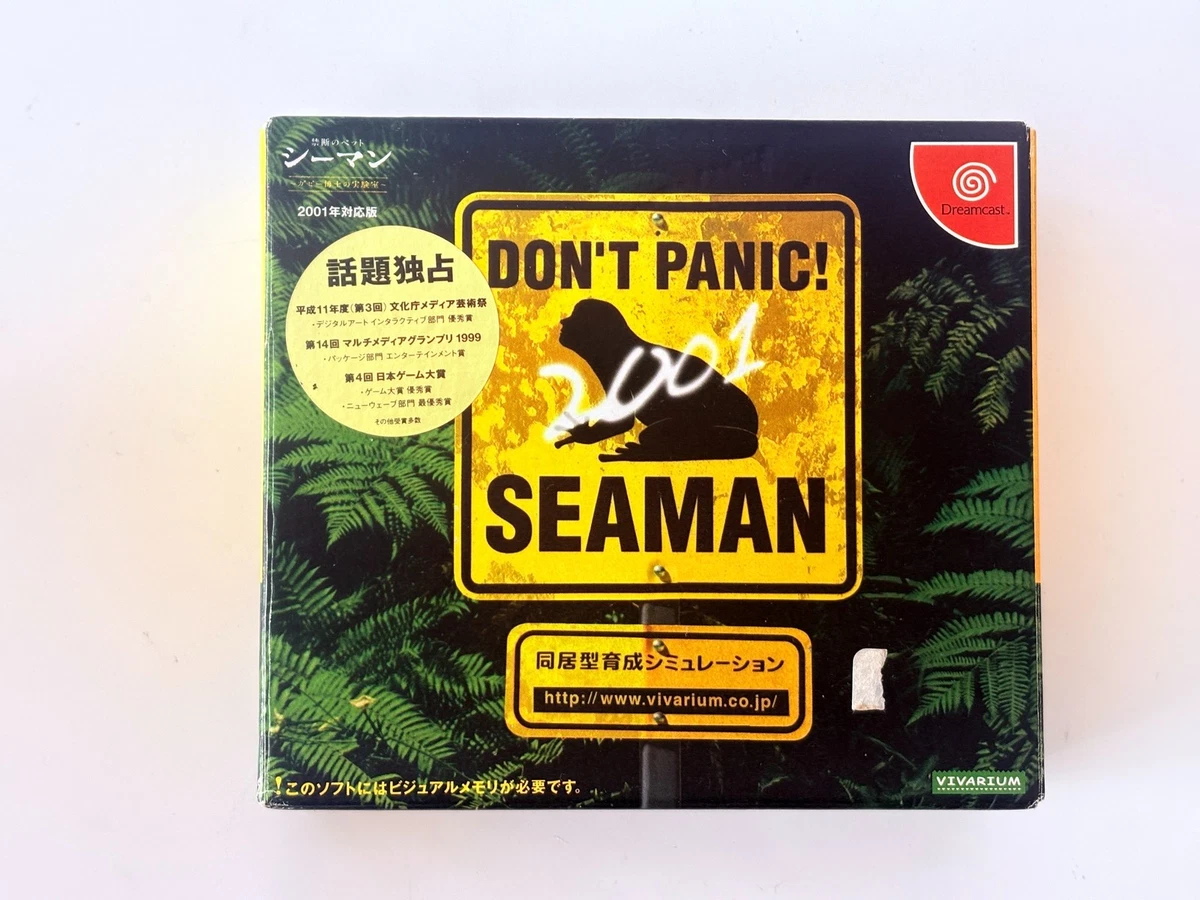 禁断のペット
シーマン
~ガゼー博士の実験室~
2001年対応版
Dreamcast™
話題独占
平成11年度(第3回) 文化庁メディア芸術祭
・デジタルアート インタラクティブ部門 優秀賞
第14回 マルチメディアグランプリ 1999
・パッケージ部門 エンターテインメント賞
第4回 日本ゲーム大賞
・ゲーム大賞 優秀賞
・ニューウェーブ部門 最優秀賞
その他受賞多数
DON'T PANIC!
2001
SEAMAN
同居型育成シミュレーション
http://www.vivarium.co.jp/
!このソフトにはビジュアルメモリが必要です。
VIVARIUM